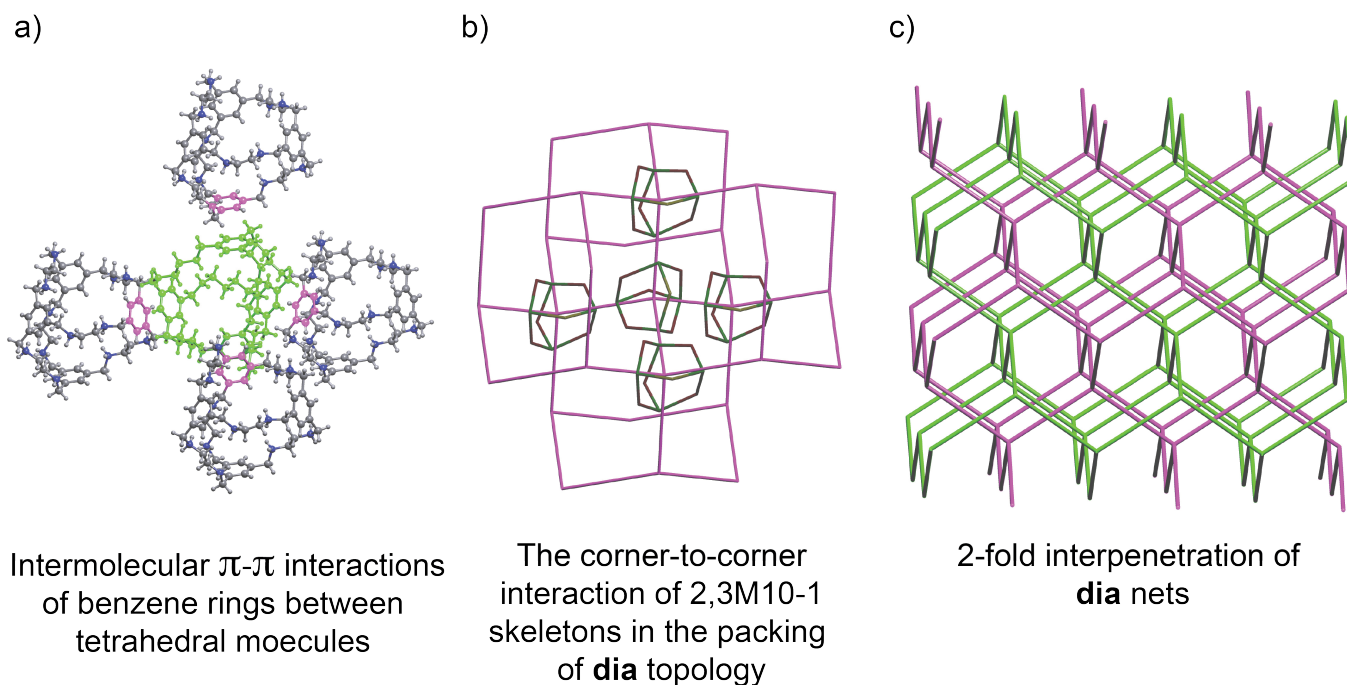 a)
b)
c)
Intermolecular π-π interactions
of benzene rings between
tetrahedral moecules
The corner-to-corner
interaction of 2,3M10-1
skeletons in the packing
of dia topology
2-fold interpenetration of
dia nets